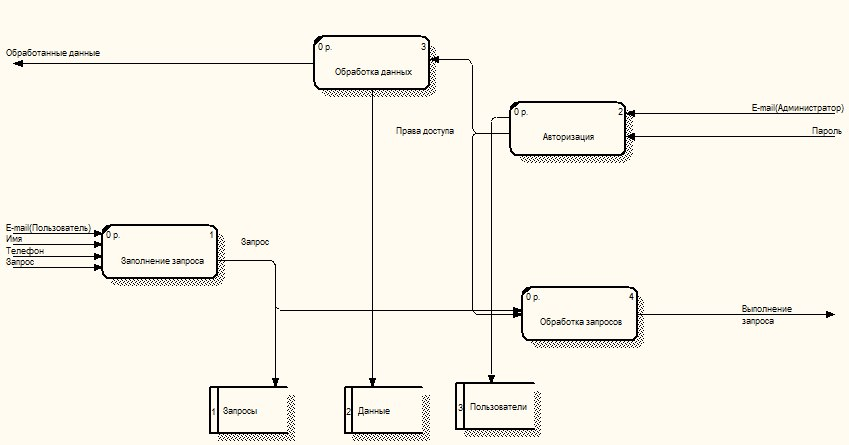 Обработанные данные
0 р. 3
Обработка данных
0 р. 2
Авторизация
E-mail(Администратор)
Пароль
Права доступа
E-mail(Пользователь)
Имя
Телефон
Запрос
0 р. 1
Заполнение запроса
Запрос
0 р. 4
Обработка запросов
Выполнение
запроса
1 Запросы
2 Данные
3 Пользователи